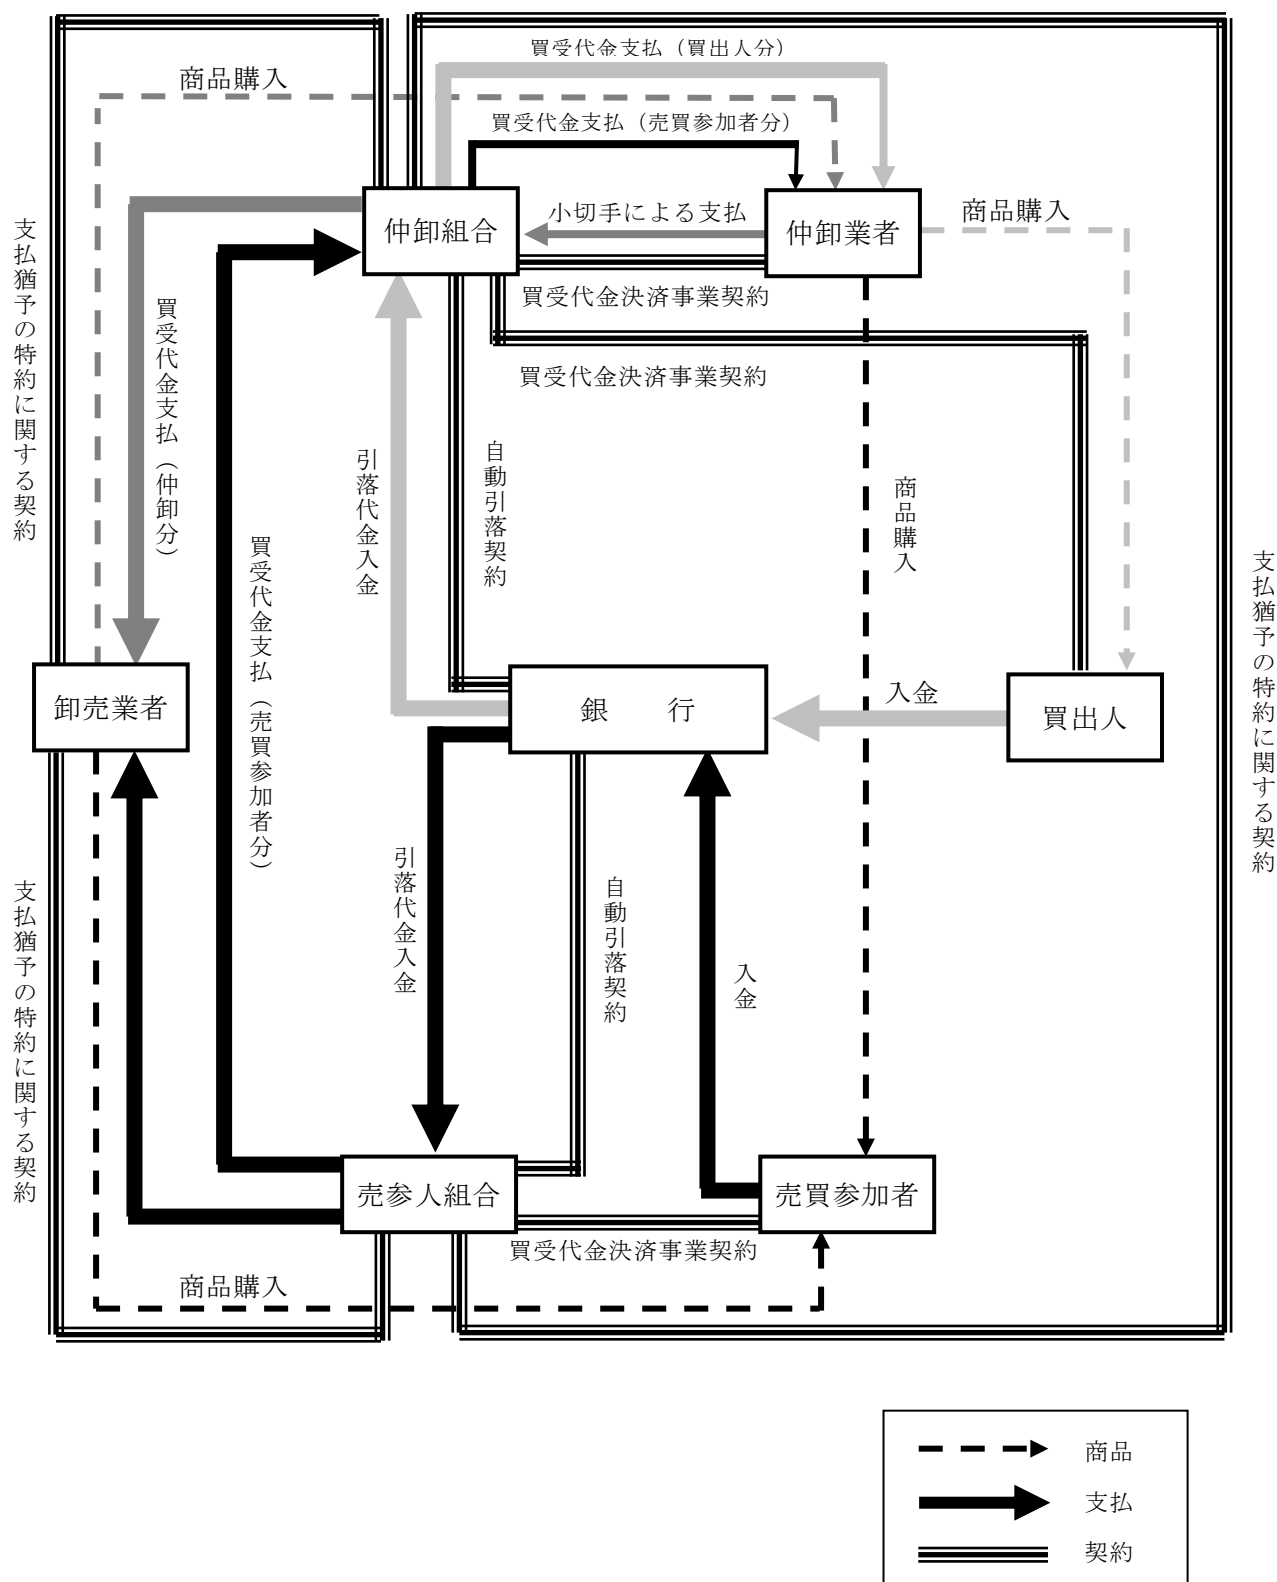 買受代金支払（買出人分）
商品購入
買受代金支払（売買参加者分）
仲卸組合
小切手による支払
仲卸業者
商品購入
買受代金決済事業契約
買受代金決済事業契約
支払猶予の特約に関する契約
買受代金支払（仲卸分）
引落代金入金
自動引落契約
商品購入
買受代金支払（売買参加者分）
支払猶予の特約に関する契約
卸売業者
銀　行
入金
買出人
支払猶予の特約に関する契約
引落代金入金
自動引落契約
入金
売参人組合
売買参加者
買受代金決済事業契約
商品購入
商品
支払
契約